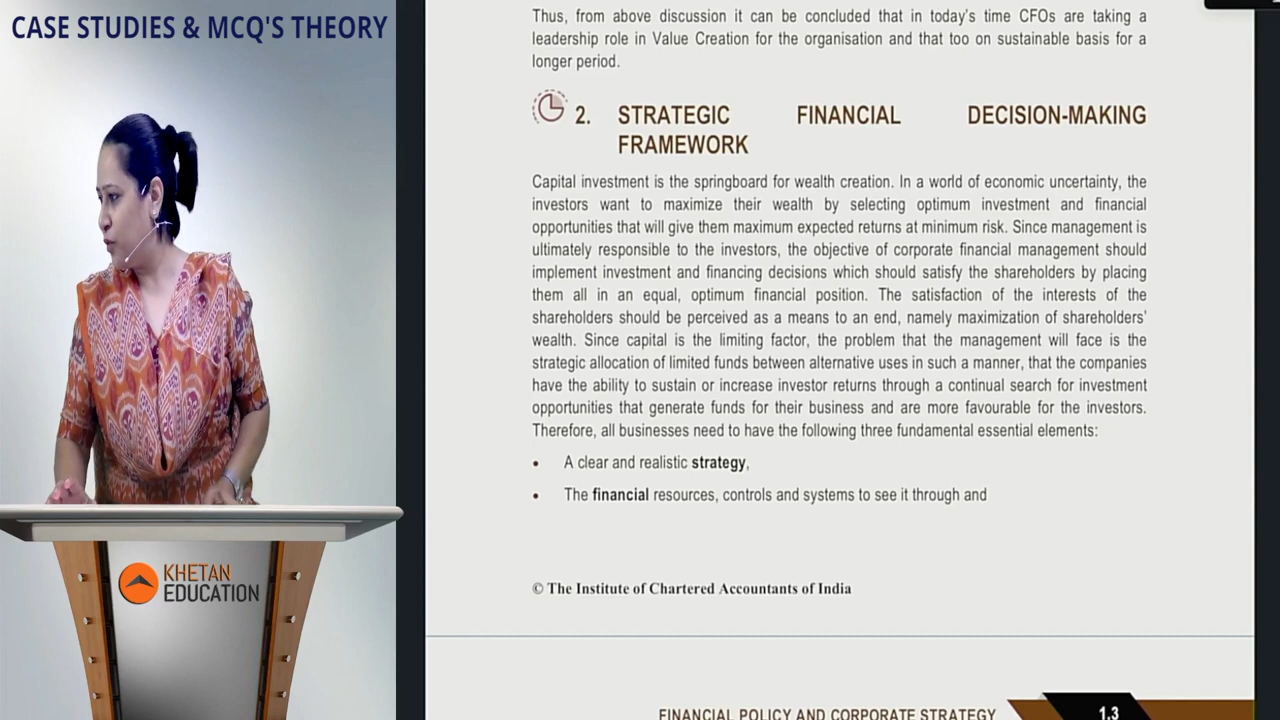 CASE STUDIES & MCQ'S THEORY
Thus, from above discussion it can be concluded that in today's time CFOs are taking a
leadership role in Value Creation for the organisation and that too on sustainable basis for a
longer period.
2. STRATEGIC FINANCIAL DECISION-MAKING
FRAMEWORK
Capital investment is the springboard for wealth creation. In a world of economic uncertainty, the
investors want to maximize their wealth by selecting optimum investment and financial
opportunities that will give them maximum expected returns at minimum risk. Since management is
ultimately responsible to the investors, the objective of corporate financial management should
implement investment and financing decisions which should satisfy the shareholders by placing
them all in an equal, optimum financial position. The satisfaction of the interests of the
shareholders should be perceived as a means to an end, namely maximization of shareholders'
wealth. Since capital is the limiting factor, the problem that the management will face is the
strategic allocation of limited funds between alternative uses in such a manner, that the companies
have the ability to sustain or increase investor returns through a continual search for investment
opportunities that generate funds for their business and are more favourable for the investors.
Therefore, all businesses need to have the following three fundamental essential elements:
• A clear and realistic strategy,
• The financial resources, controls and systems to see it through and
© The Institute of Chartered Accountants of India
FINANCIAL POLICY AND CORPORATE STRATEGY 1.3
KHETAN
EDUCATION